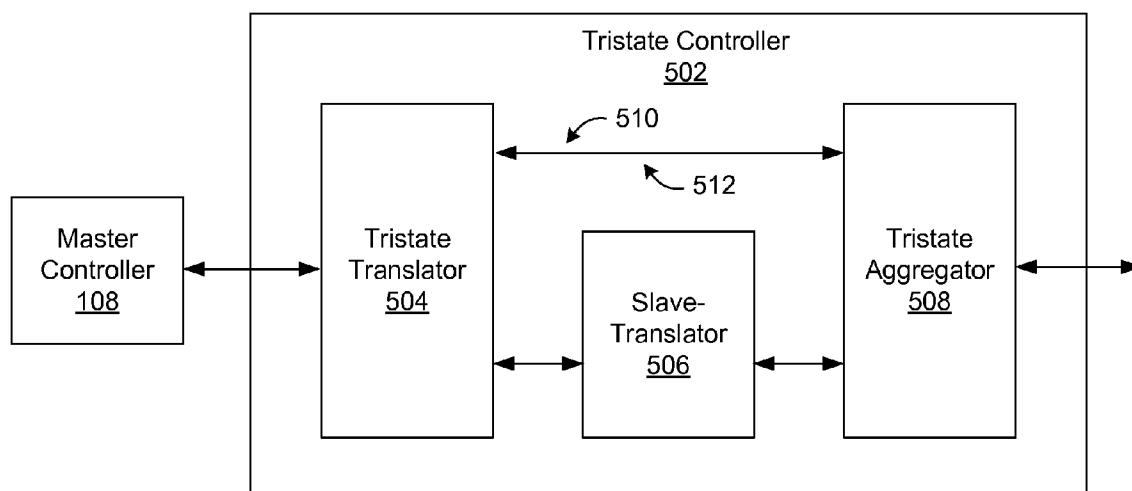 Tristate Controller
502
510
512
Master
Controller
108
Tristate
Translator
504
Slave-
Translator
506
Tristate
Aggregator
508